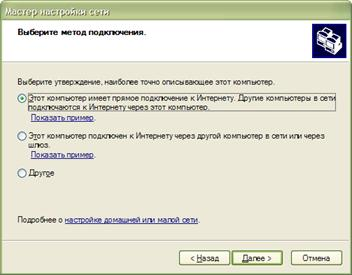 Мастер настройки сети
Выберите метод подключения.
Выберите утверждение, наиболее точно описывающее этот компьютер.
Этот компьютер имеет прямое подключение к Интернету. Другие компьютеры в сети
подключаются к Интернету через этот компьютер.
Показать пример.
Этот компьютер подключен к Интернету через другой компьютер в сети или через
шлюз.
Показать пример.
Другое
Подробнее о настройке домашней или малой сети.
< Назад Далее > Отмена